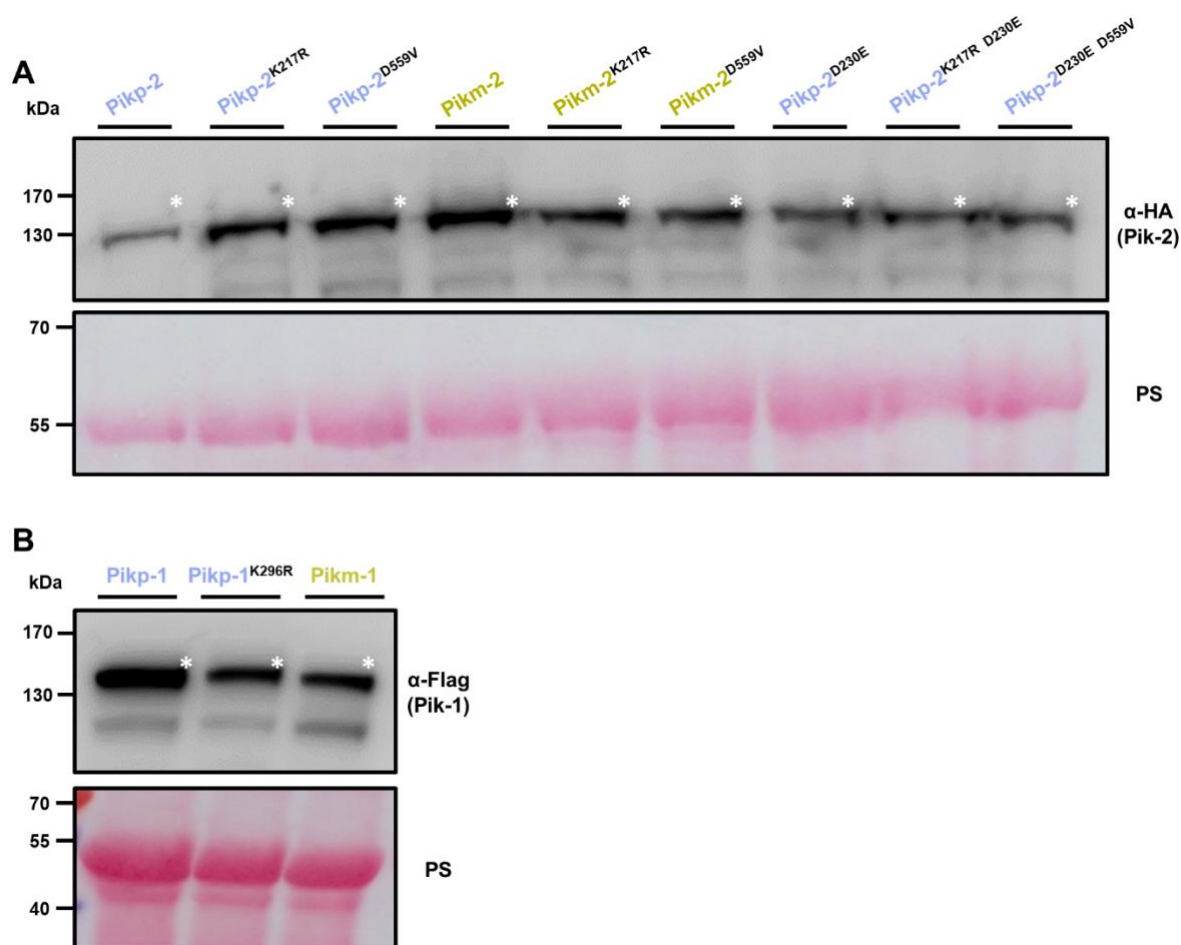 A
kDa
Pikp-2
Pikp-2K217R
Pikp-2D559V
Pikm-2
Pikm-2K217R
Pikm-2D559V
Pikp-2D230E
Pikp-2K217R D230E
Pikp-2D230E D559V
170
130
* * * * * * * * *
α-HA
(Pik-2)
70
55
PS
B
kDa
Pikp-1 Pikp-1K296R Pikm-1
170
130
* * *
α-Flag
(Pik-1)
70
55
40
PS